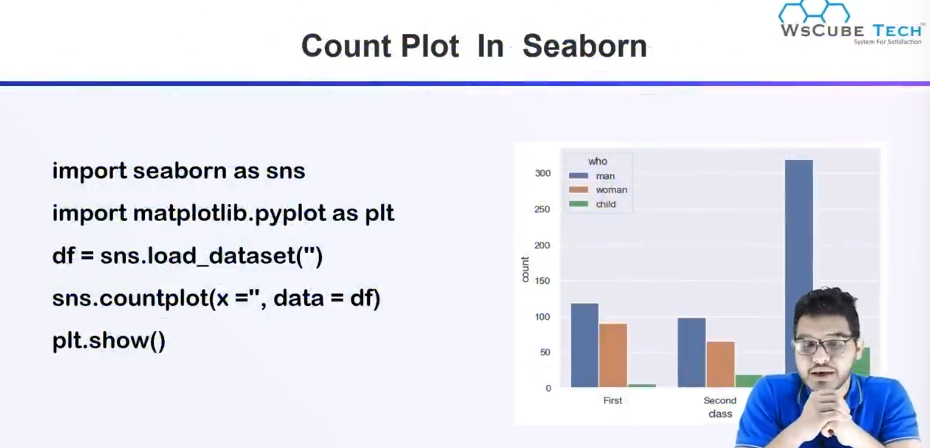 Count Plot In Seaborn
WsCUBE TECH
System For Satisfaction
import seaborn as sns
import matplotlib.pyplot as plt
df = sns.load_dataset('')
sns.countplot(x ='', data = df)
plt.show()
who
man
woman
child
count
300
250
200
150
100
50
0
First
Second
class